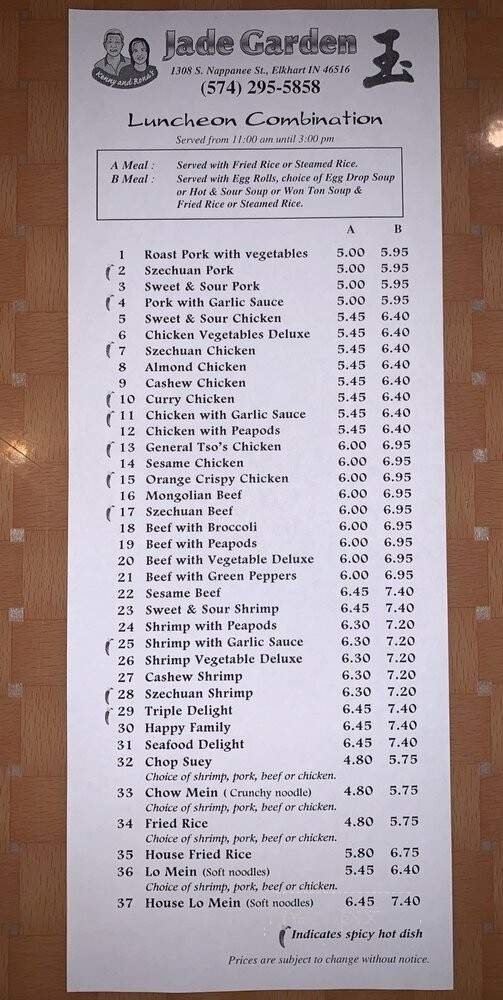 Kenny and Rona's
Jade Garden
玉
1308 S. Nappanee St., Elkhart IN 46516
(574) 295-5858
Luncheon Combination
Served from 11:00 am until 3:00 pm
A Meal : Served with Fried Rice or Steamed Rice.
B Meal : Served with Egg Rolls, choice of Egg Drop Soup
or Hot & Sour Soup or Won Ton Soup &
Fried Rice or Steamed Rice.
A B
1 Roast Pork with vegetables 5.00 5.95
2 Szechuan Pork 5.00 5.95
3 Sweet & Sour Pork 5.00 5.95
4 Pork with Garlic Sauce 5.00 5.95
5 Sweet & Sour Chicken 5.45 6.40
6 Chicken Vegetables Deluxe 5.45 6.40
7 Szechuan Chicken 5.45 6.40
8 Almond Chicken 5.45 6.40
9 Cashew Chicken 5.45 6.40
10 Curry Chicken 5.45 6.40
11 Chicken with Garlic Sauce 5.45 6.40
12 Chicken with Peapods 5.45 6.40
13 General Tso's Chicken 6.00 6.95
14 Sesame Chicken 6.00 6.95
15 Orange Crispy Chicken 6.00 6.95
16 Mongolian Beef 6.00 6.95
17 Szechuan Beef 6.00 6.95
18 Beef with Broccoli 6.00 6.95
19 Beef with Peapods 6.00 6.95
20 Beef with Vegetable Deluxe 6.00 6.95
21 Beef with Green Peppers 6.00 6.95
22 Sesame Beef 6.45 7.40
23 Sweet & Sour Shrimp 6.45 7.40
24 Shrimp with Peapods 6.30 7.20
25 Shrimp with Garlic Sauce 6.30 7.20
26 Shrimp Vegetable Deluxe 6.30 7.20
27 Cashew Shrimp 6.30 7.20
28 Szechuan Shrimp 6.30 7.20
29 Triple Delight 6.45 7.40
30 Happy Family 6.45 7.40
31 Seafood Delight 6.45 7.40
32 Chop Suey 4.80 5.75
Choice of shrimp, pork, beef or chicken.
33 Chow Mein ( Crunchy noodle) 4.80 5.75
Choice of shrimp, pork, beef or chicken.
34 Fried Rice 4.80 5.75
Choice of shrimp, pork, beef or chicken.
35 House Fried Rice 5.80 6.75
36 Lo Mein (Soft noodles) 5.45 6.40
Choice of shrimp, pork, beef or chicken.
37 House Lo Mein (Soft noodles) 6.45 7.40
Indicates spicy hot dish
Prices are subject to change without notice.